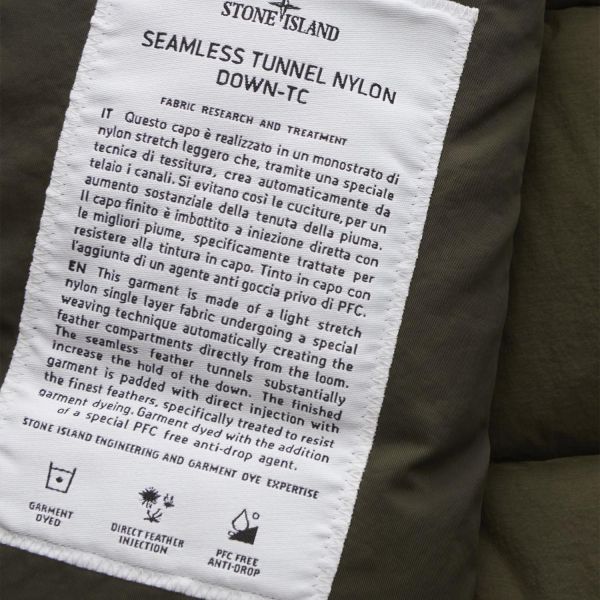 STONE ISLAND
SEAMLESS TUNNEL NYLON
DOWN-TC
FABRIC RESEARCH AND TREATMENT
IT Questo capo è realizzato in un monostrato di
nylon stretch leggero che, tramite una speciale
tecnica di tessitura, crea automaticamente da
telaio i canali. Si evitano così le cuciture, per un
aumento sostanziale della tenuta della piuma.
Il capo finito è imbottito a iniezione diretta con
le migliori piume, specificamente trattate per
resistere alla tintura in capo. Tinto in capo con
l'aggiunta di un agente anti goccia privo di PFC.
EN This garment is made of a light stretch
nylon single layer fabric undergoing a special
weaving technique automatically creating the
feather compartments directly from the loom.
The seamless feather tunnels substantially
increase the hold of the down. The finished
garment is padded with direct injection with
the finest feathers, specifically treated to resist
garment dyeing. Garment dyed with the addition
of a special PFC free anti-drop agent.
STONE ISLAND ENGINEERING AND GARMENT DYE EXPERTISE
GARMENT
DYED
DIRECT FEATHER
INJECTION
PFC FREE
ANTI-DROP